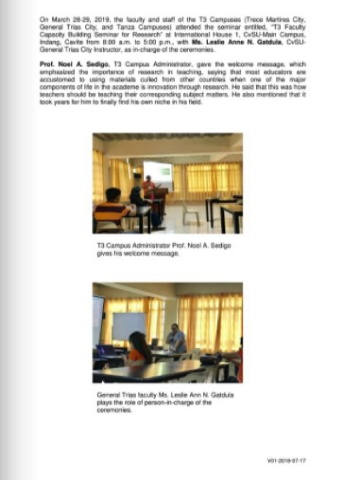 On March 28-29, 2019, the faculty and staff of the T3 Campuses (Trece Martires City,
General Trias City, and Tanza Campuses) attended the seminar entitled, "T3 Faculty
Capacity Building Seminar for Research" at International House 1, CvSU-Main Campus,
Indang, Cavite from 8:00 a.m. to 5:00 p.m., with Ms. Leslie Anne N. Gatdula, CvSU-
General Trias City Instructor, as in-charge of the ceremonies.
Prof. Noel A. Sedigo, T3 Campus Administrator, gave the welcome message, which
emphasized the importance of research in teaching, saying that most educators are
accustomed to using materials culled from other countries when one of the major
components of life in the academe is innovation through research. He said that this was how
teachers should be teaching their corresponding subject matters. He also mentioned that it
took years for him to finally find his own niche in his field.
T3 Campus Administrator Prof. Noel A. Sedigo
gives his welcome message.
General Trias faculty Ms. Leslie Ann N. Gatdula
plays the role of person-in-charge of the
ceremonies.
V01-2018-07-17